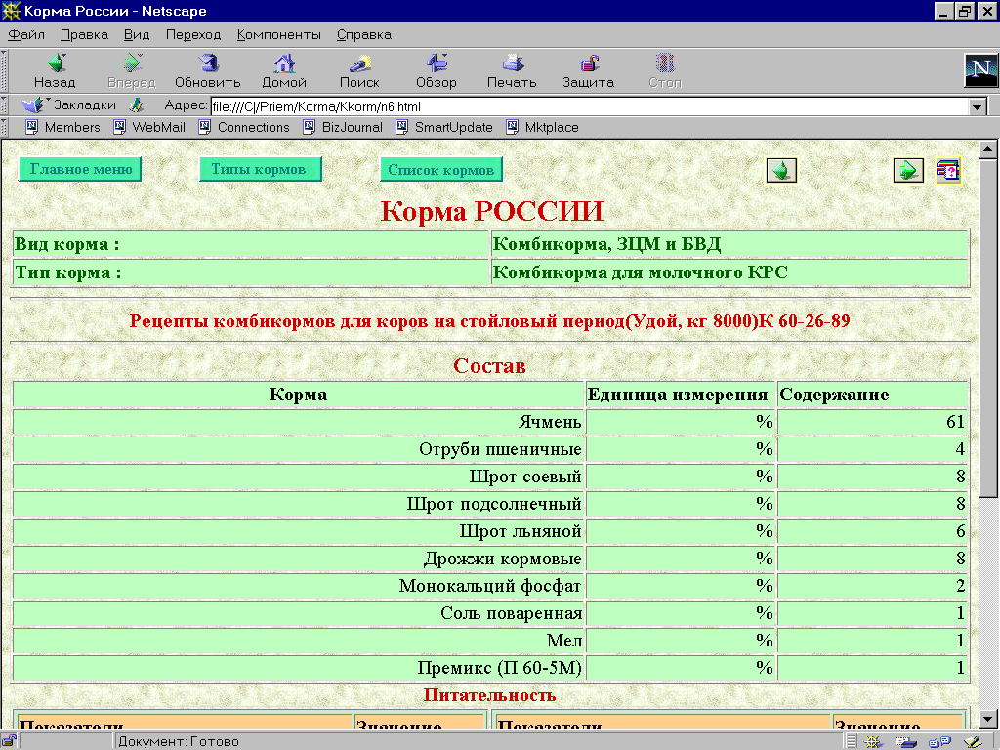 Корма России - Netscape
Файл Правка Вид Переход Компоненты Справка
Назад Вперед Обновить Домой Поиск Обзор Печать Защита Стоп
N
Закладки Адрес: file:///C|/Priem/Korma/Kkorm/n6.html
Members WebMail Connections BizJournal SmartUpdate Mktplace
Главное меню Типы кормов Список кормов
Корма РОССИИ
Вид корма : Комбикорма, ЗЦМ и БВД
Тип корма : Комбикорма для молочного КРС
Рецепты комбикормов для коров на стойловый период(Удой, кг 8000)К 60-26-89
Состав
Корма Единица измерения Содержание
Ячмень % 61
Отруби пшеничные % 4
Шрот соевый % 8
Шрот подсолнечный % 8
Шрот льняной % 6
Дрожжи кормовые % 8
Монокальций фосфат % 2
Соль поваренная % 1
Мел % 1
Премикс (П 60-5М) % 1
Питательность
Показатели Значение Показатели Значение
Документ: Готово